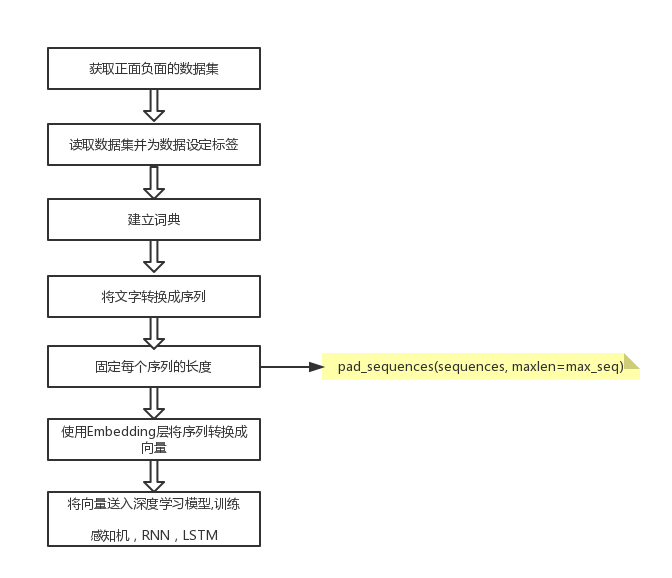 获取正面负面的数据集
读取数据集并为数据设定标签
建立词典
将文字转换成序列
固定每个序列的长度
pad_sequences(sequences, maxlen=max_seq)
使用Embedding层将序列转换成
向量
将向量送入深度学习模型,训练
感知机，RNN，LSTM